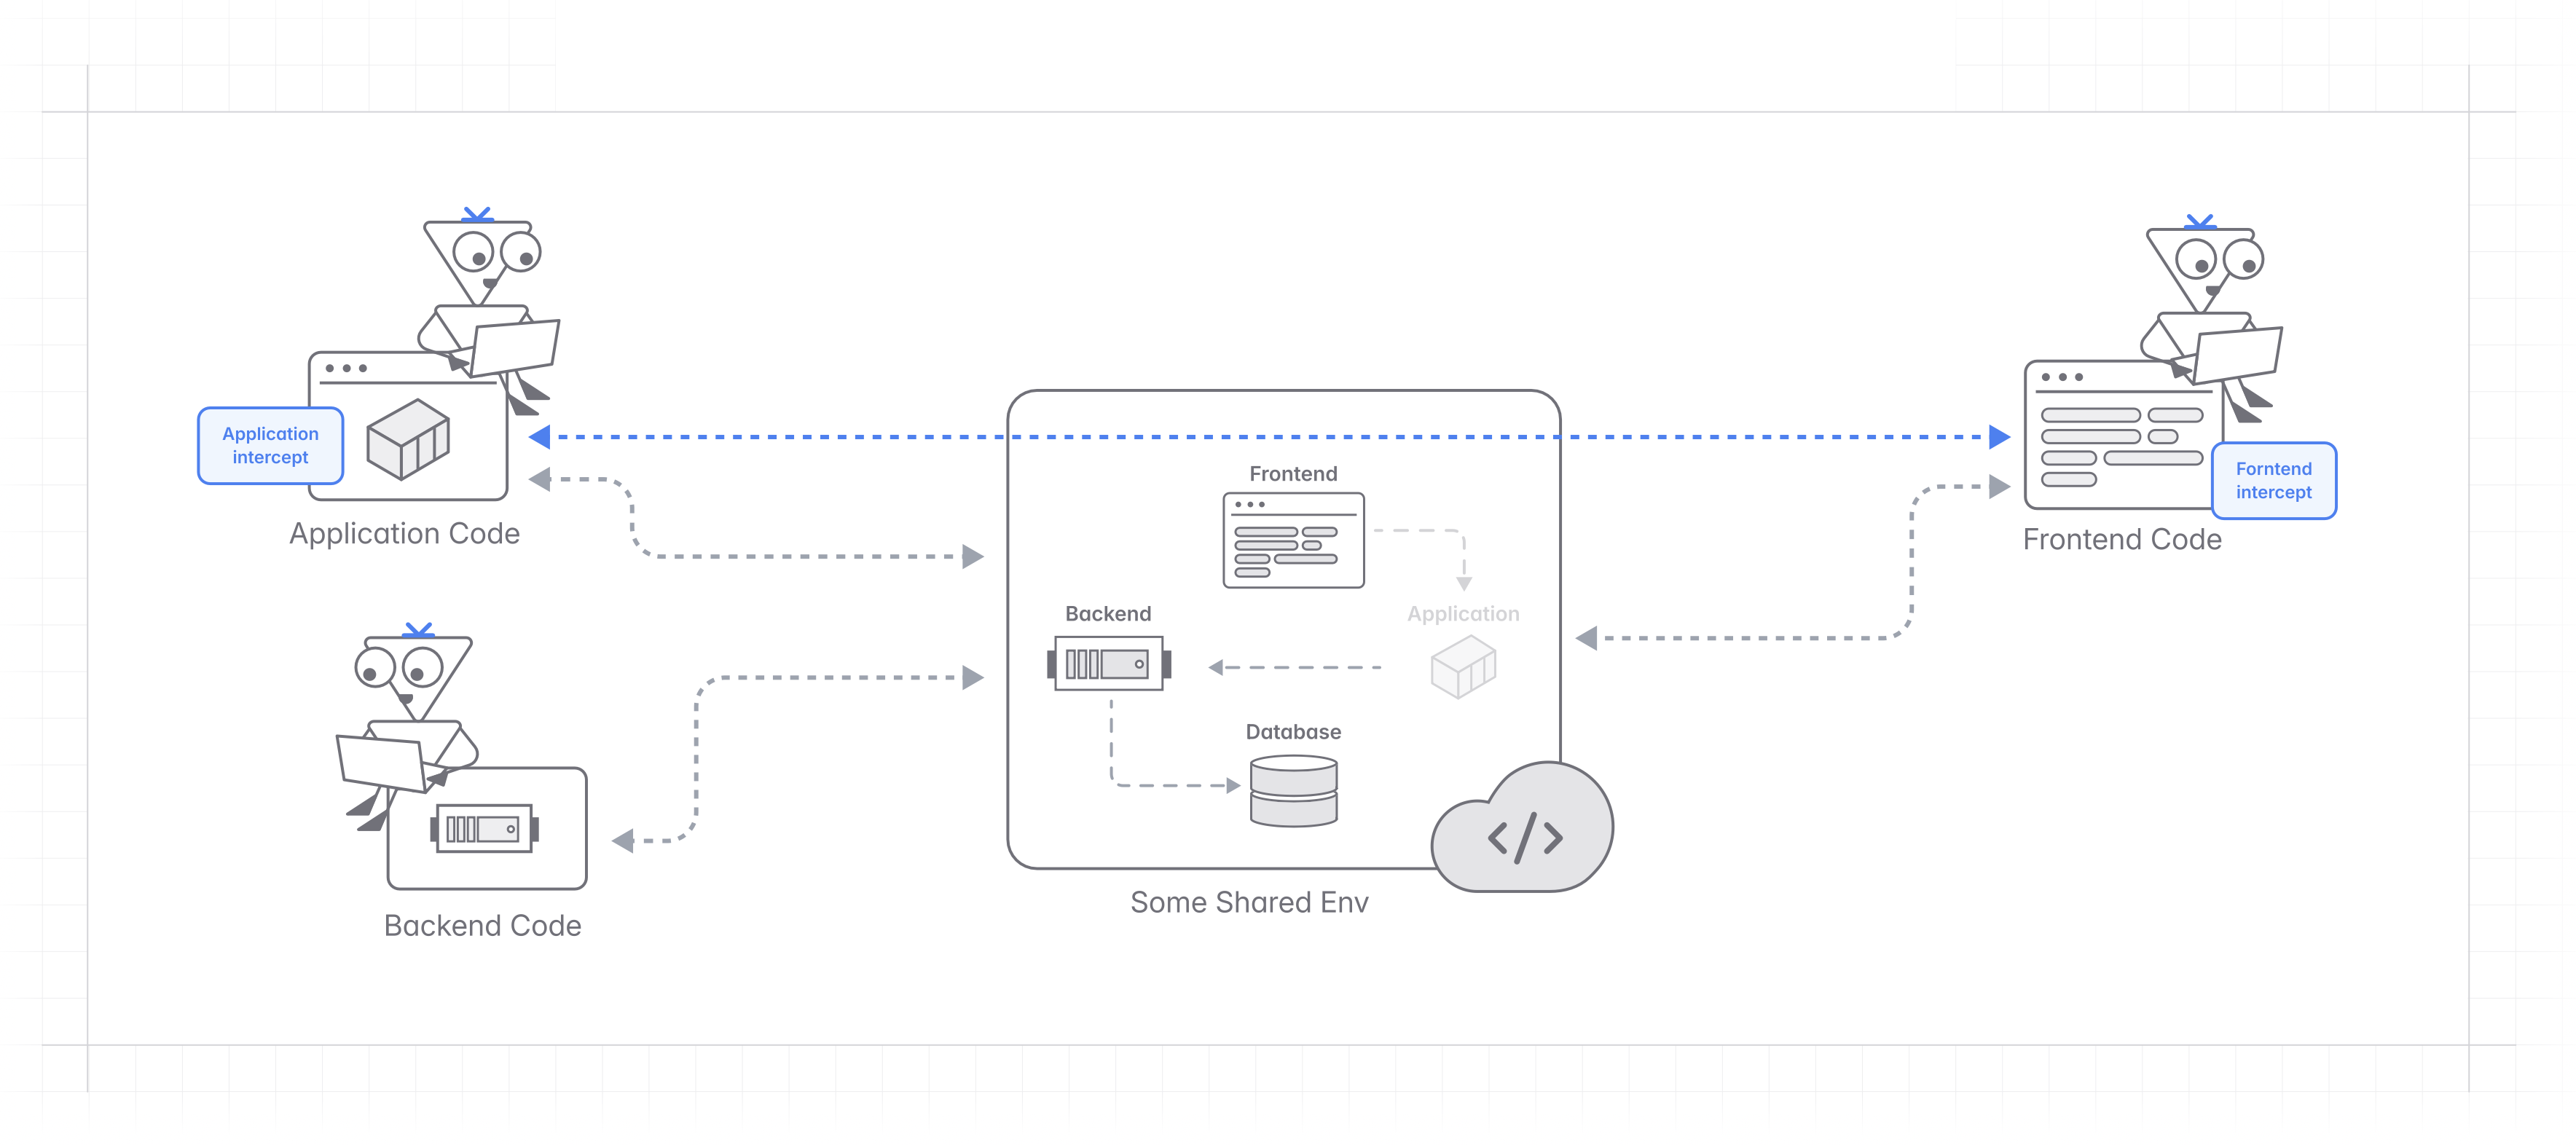 Application
intercept
Application Code
Backend Code
Frontend
Backend
Application
Database
Some Shared Env
Forntend
intercept
Frontend Code